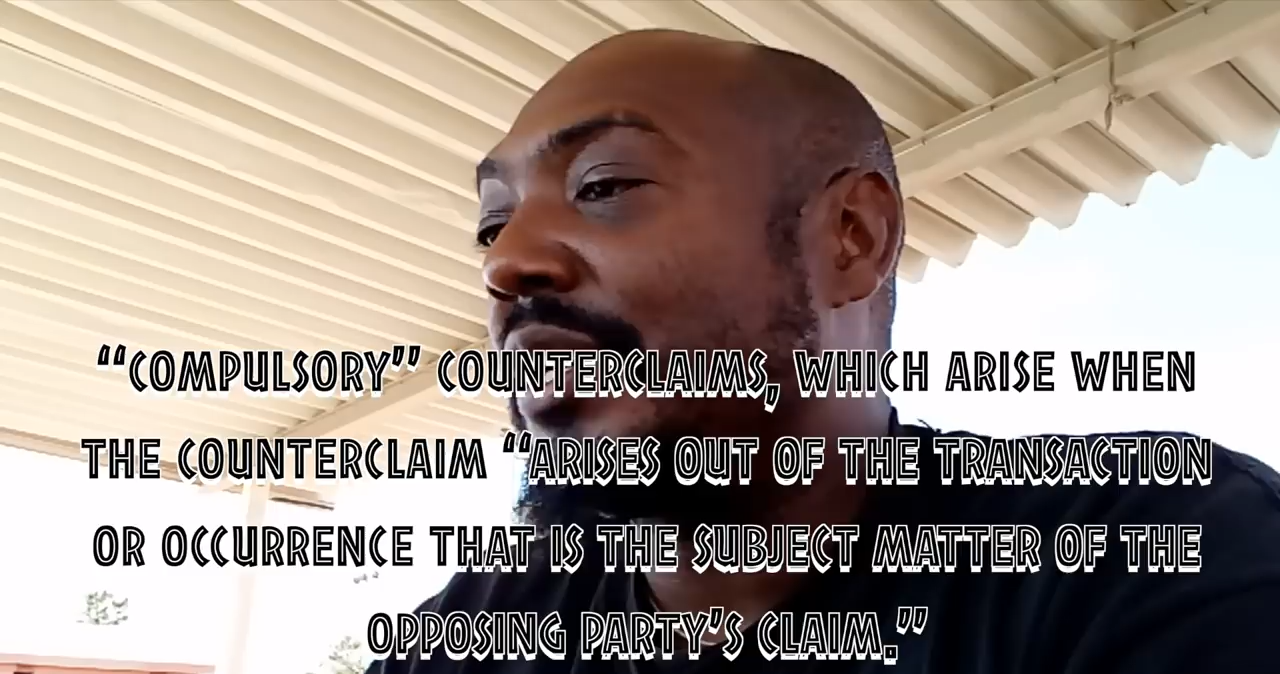 “COMPULSORY” COUNTERCLAIMS, WHICH ARISE WHEN
THE COUNTERCLAIM “ARISES OUT OF THE TRANSACTION
OR OCCURRENCE THAT IS THE SUBJECT MATTER OF THE
OPPOSING PARTY’S CLAIM.”